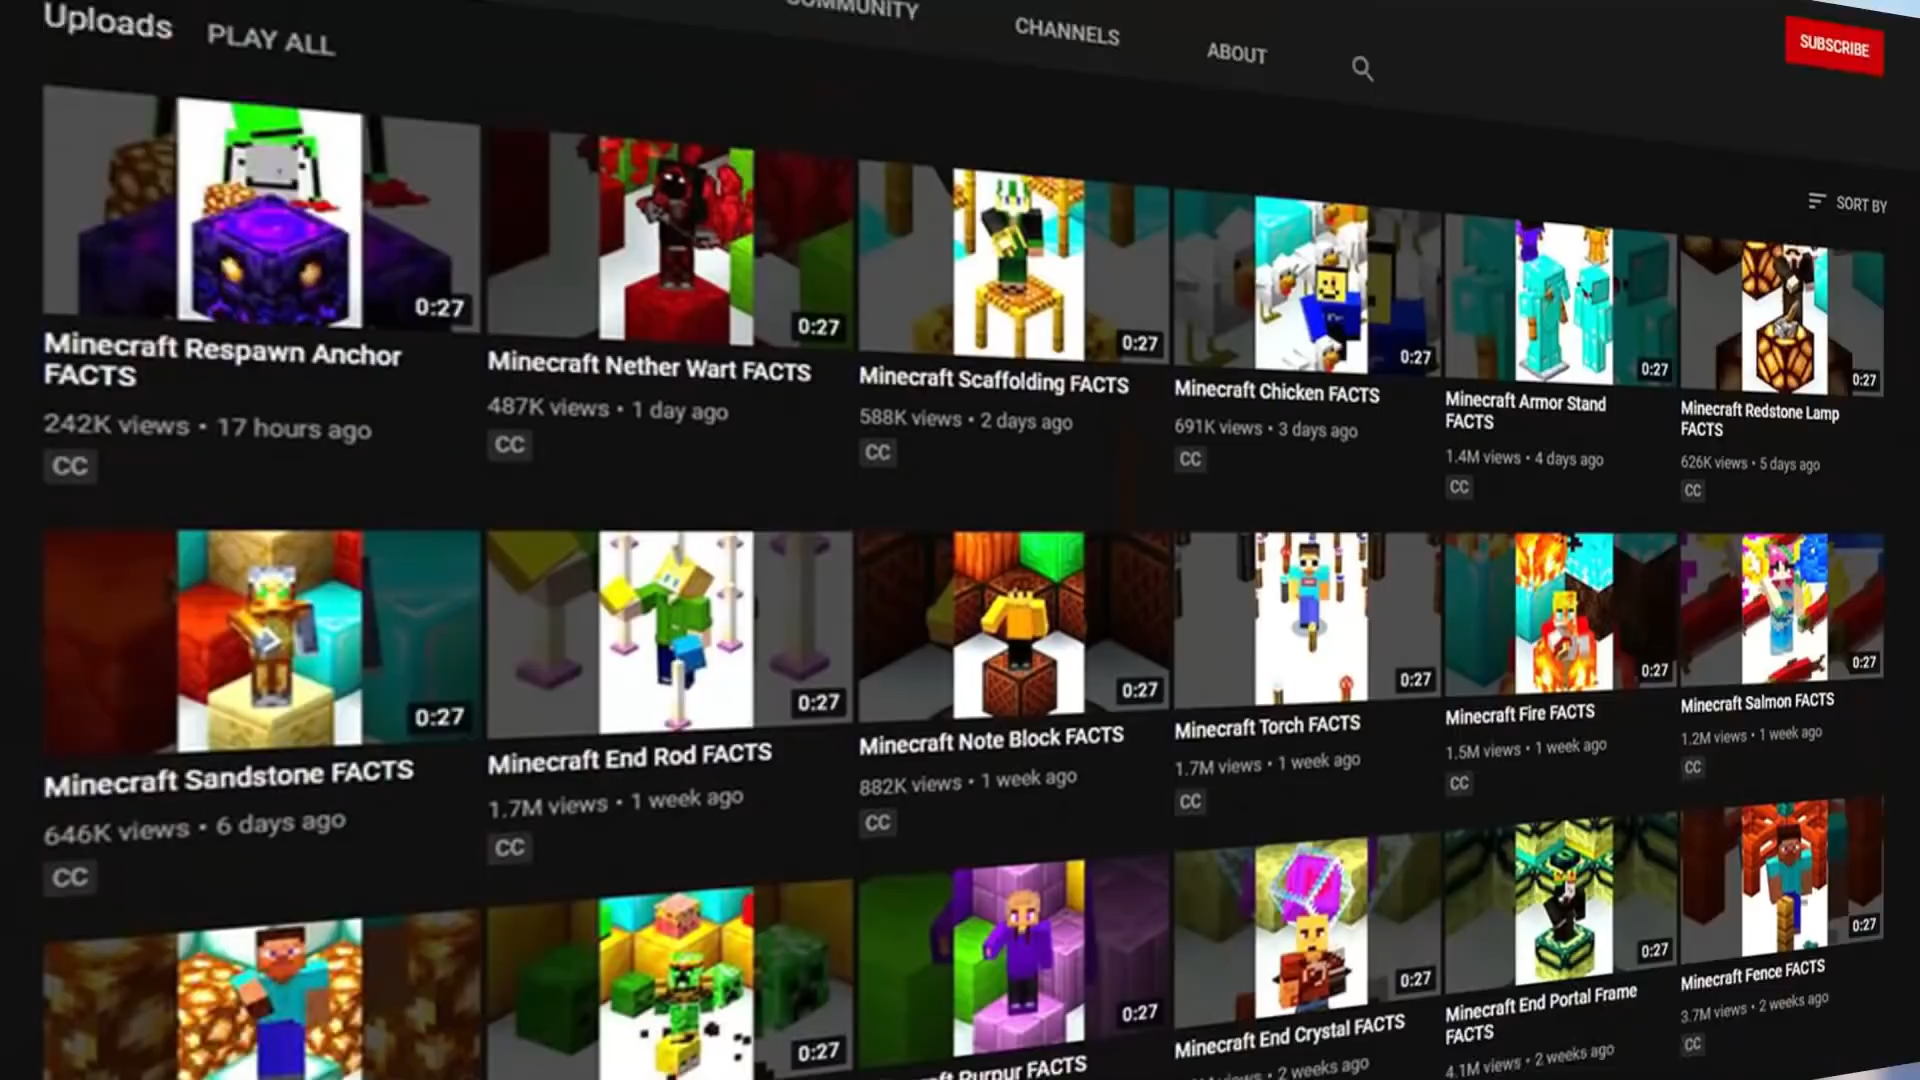 Uploads PLAY ALL
CHANNELS
ABOUT
SUBSCRIBE
SORT BY
0:27
Minecraft Respawn Anchor
FACTS
242K views • 17 hours ago
CC
0:27
Minecraft Nether Wart FACTS
487K views • 1 day ago
CC
0:27
Minecraft Scaffolding FACTS
588K views • 2 days ago
CC
0:27
Minecraft Chicken FACTS
691K views • 3 days ago
CC
0:27
Minecraft Armor Stand
FACTS
1.4M views • 4 days ago
CC
0:27
Minecraft Redstone Lamp
FACTS
626K views • 5 days ago
CC
0:27
Minecraft Sandstone FACTS
646K views • 6 days ago
CC
0:27
Minecraft End Rod FACTS
1.7M views • 1 week ago
CC
0:27
Minecraft Note Block FACTS
882K views • 1 week ago
CC
0:27
Minecraft Torch FACTS
1.7M views • 1 week ago
CC
0:27
Minecraft Fire FACTS
1.5M views • 1 week ago
CC
0:27
Minecraft Salmon FACTS
1.2M views • 1 week ago
CC
0:27
0:27
Purpur FACTS
0:27
Minecraft End Crystal FACTS
views • 2 weeks ago
0:27
Minecraft End Portal Frame
FACTS
4.1M views • 2 weeks ago
0:27
Minecraft Fence FACTS
3.7M views • 2 weeks ago
CC